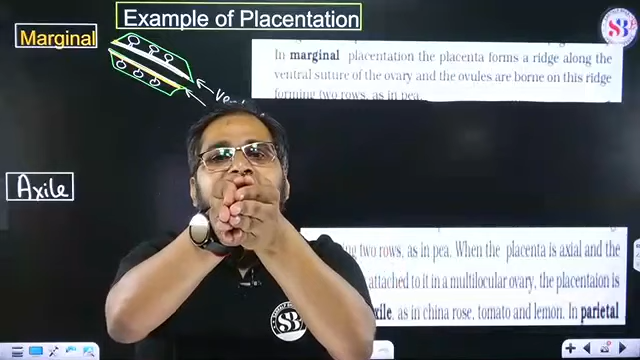 Example of Placentation
Marginal
In marginal placentation the placenta forms a ridge along the
ventral suture of the ovary and the ovules are borne on this ridge
forming two rows, as in pea.
Axile
two rows, as in pea. When the placenta is axial and the
attached to it in a multilocular ovary, the placentaion is
as in china rose, tomato and lemon. In parietal
SB